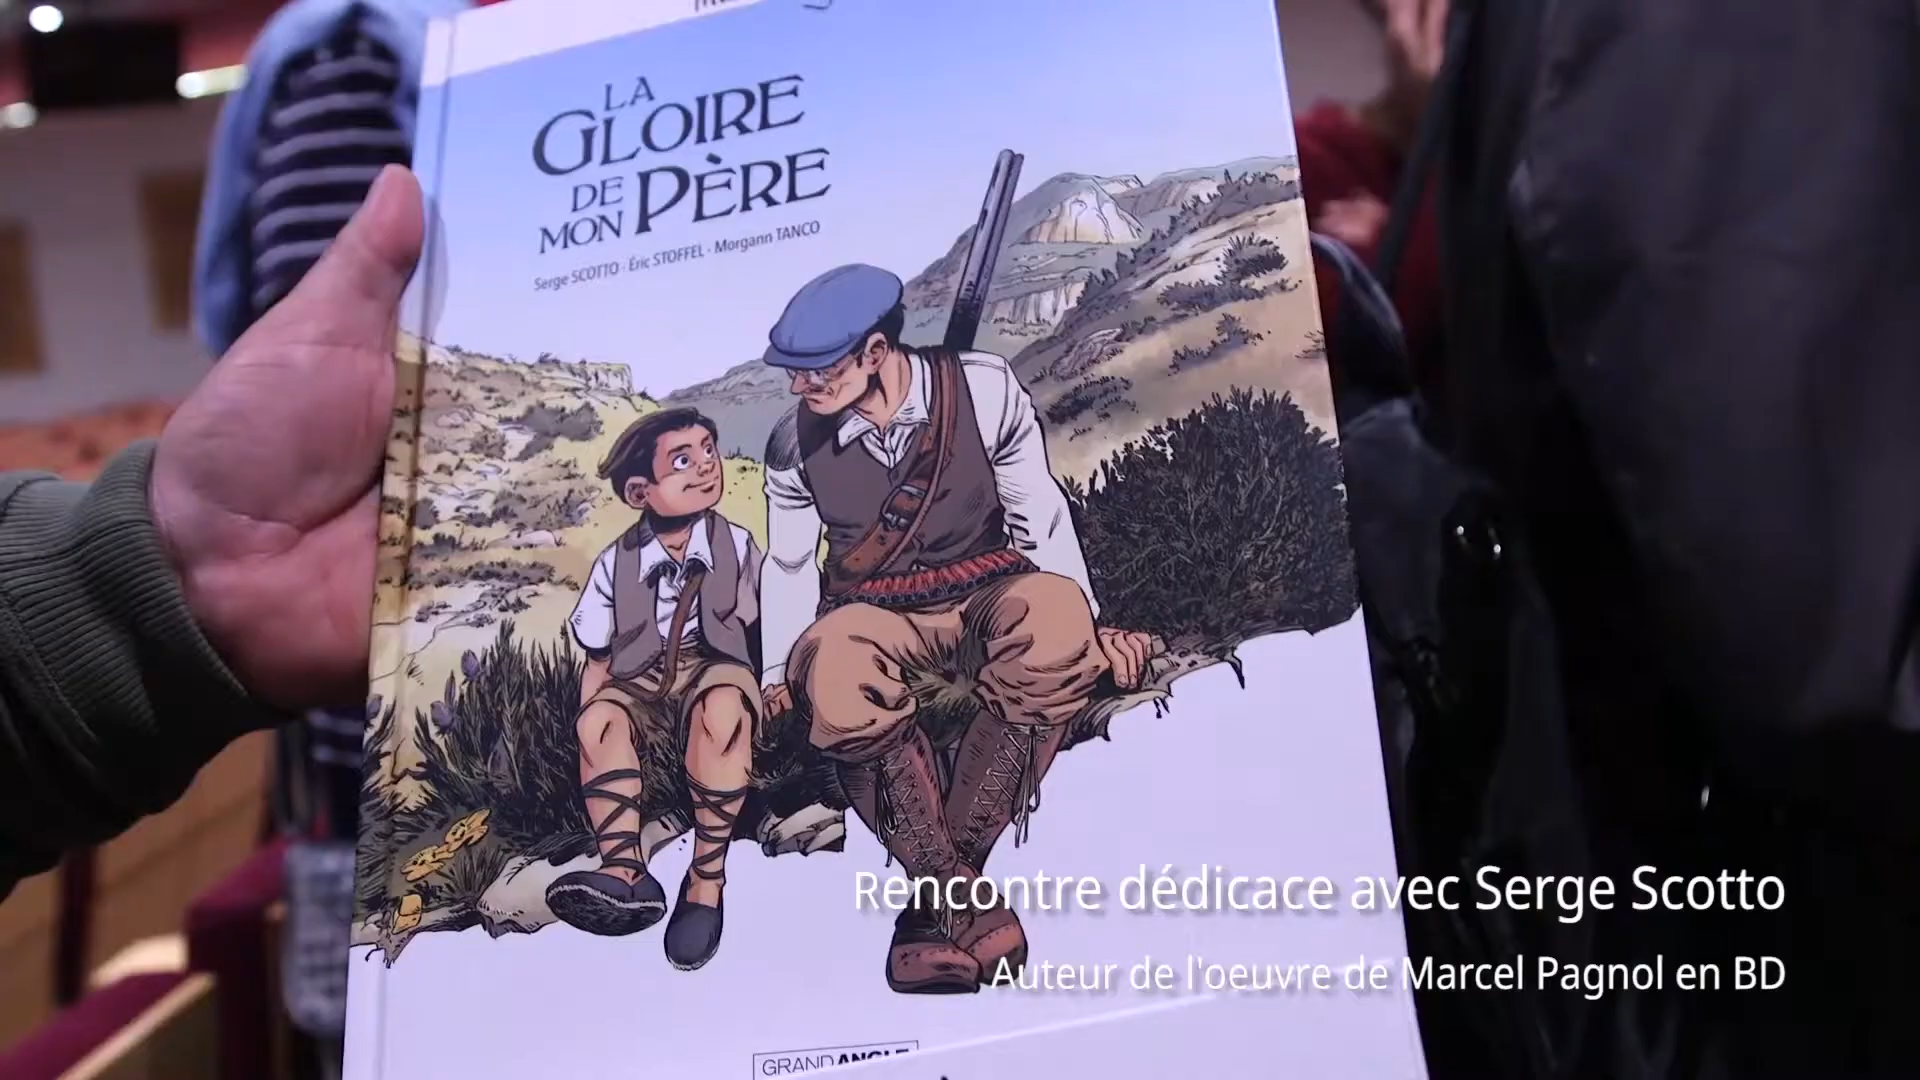 LA
GLOIRE
DE
MON PÈRE
Serge SCOTTO · Éric STOFFEL · Morgann TANCO
Rencontre dédicace avec Serge Scotto
Auteur de l'oeuvre de Marcel Pagnol en BD
GRANDANGLE